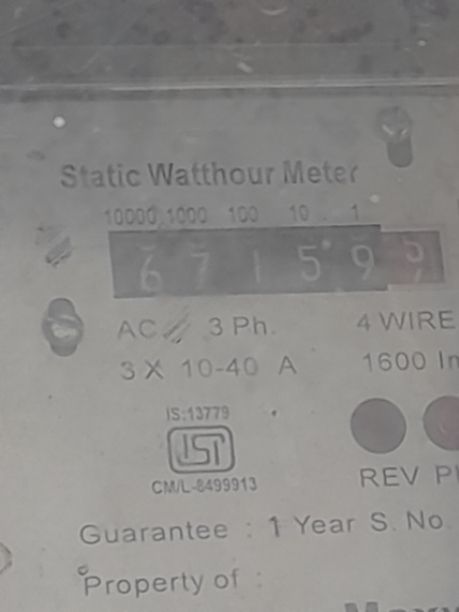 Static Watthour Meter
10000 1000 100 10 1
6 7 1 5 9
AC 3 Ph. 4 WIRE
3 X 10-40 A 1600
IS:13779
ISI
CM/L-8499913
REV
Guarantee : 1 Year S. No.
Property of :